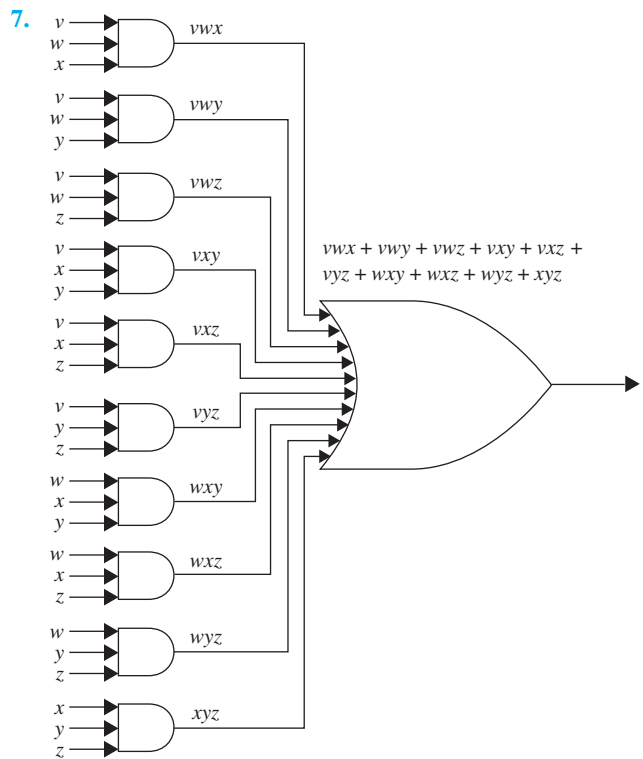 7.
v
w
x
vwx
v
w
y
vwy
v
w
z
vwz
v
x
y
vxy
v
x
z
vxz
v
y
z
vyz
w
x
y
wxy
w
x
z
wxz
w
y
z
wyz
x
y
z
xyz
vwx + vwy + vwz + vxy + vxz +
vyz + wxy + wxz + wyz + xyz